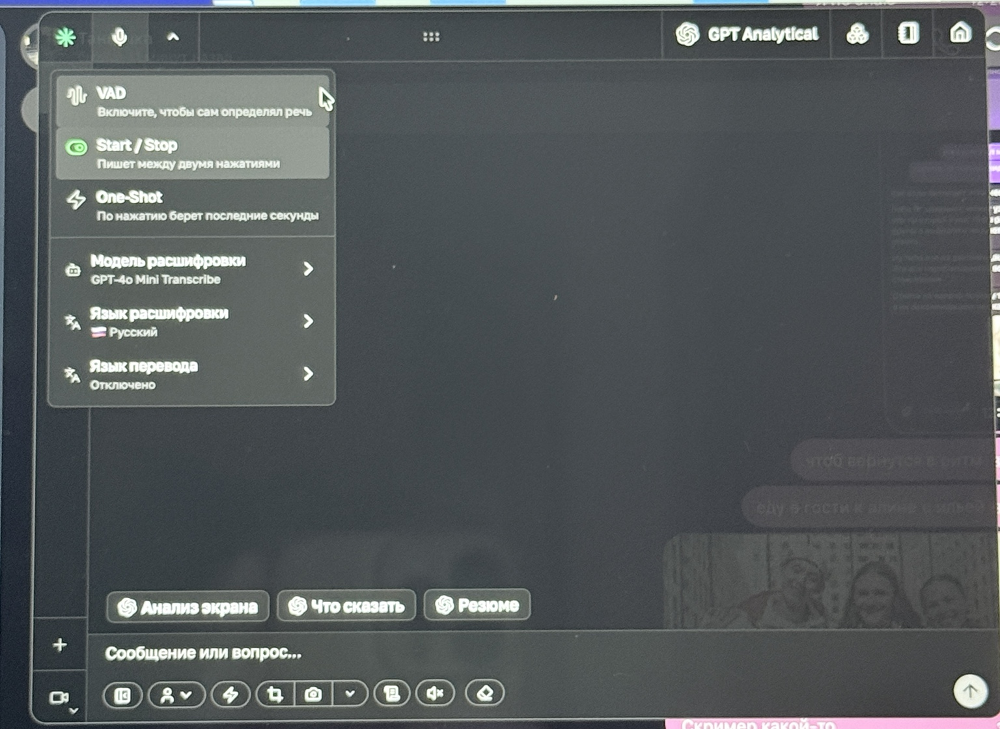 GPT Analytical
VAD
Включите, чтобы сам определял речь
Start / Stop
Пишет между двумя нажатиями
One-Shot
По нажатию берет последние секунды
Модель расшифровки
GPT-4o Mini Transcribe
Язык расшифровки
Русский
Язык перевода
Отключено
чтоб вернутся в ритм
еду в гости к алине с ильей
Анализ экрана
Что сказать
Резюме
Сообщение или вопрос...
Скример какой-то